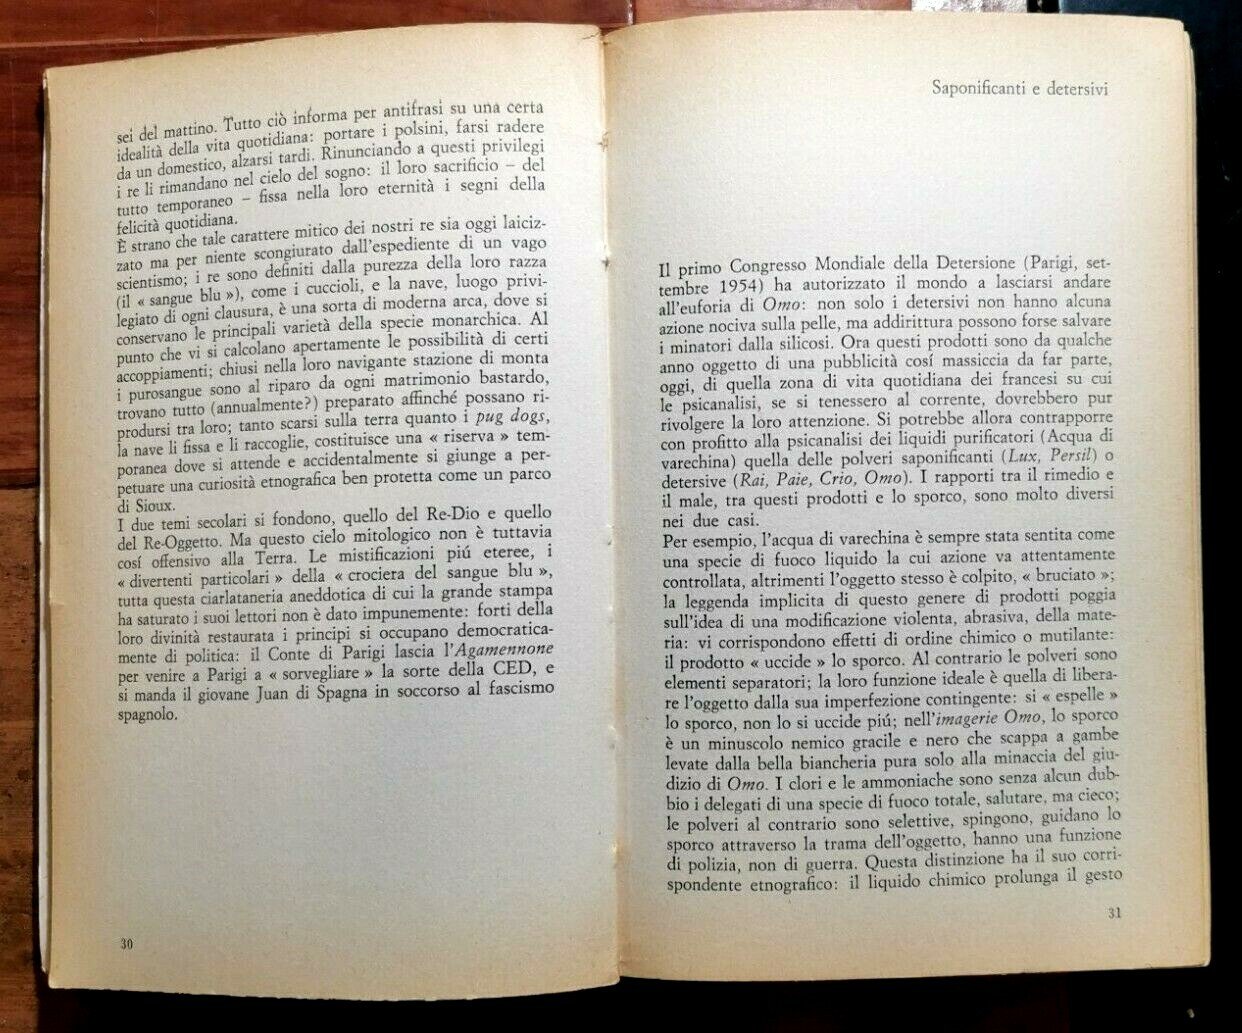 sei del mattino. Tutto ciò informa per antifrasi su una certa
idealità della vita quotidiana: portare i polsini, farsi radere
da un domestico, alzarsi tardi. Rinunciando a questi privilegi
i re li rimandano nel cielo del sogno: il loro sacrificio – del
tutto temporaneo – fissa nella loro eternità i segni della
felicità quotidiana.
È strano che tale carattere mitico dei nostri re sia oggi laiciz-
zato ma per niente scongiurato dall'espediente di un vago
scientismo; i re sono definiti dalla purezza della loro razza
(il « sangue blu »), come i cuccioli, e la nave, luogo privi-
legiato di ogni clausura, è una sorta di moderna arca, dove si
conservano le principali varietà della specie monarchica. Al
punto che vi si calcolano apertamente le possibilità di certi
accoppiamenti; chiusi nella loro navigante stazione di monta
i purosangue sono al riparo da ogni matrimonio bastardo,
trovano tutto (annualmente?) preparato affinché possano ri-
prodursi tra loro; tanto scarsi sulla terra quanto i pug dogs,
la nave li fissa e li raccoglie, costituisce una « riserva » tem-
poranea dove si attende e accidentalmente si giunge a per-
petuare una curiosità etnografica ben protetta come un parco
di Sioux.
I due temi secolari si fondono, quello del Re-Dio e quello
del Re-Oggetto. Ma questo cielo mitologico non è tuttavia
cosí offensivo alla Terra. Le mistificazioni piú eteree, i
« divertenti particolari » della « crociera del sangue blu »,
tutta questa ciarlataneria aneddotica di cui la grande stampa
ha saturato i suoi lettori non è dato impunemente: forti della
loro divinità restaurata i principi si occupano democratica-
mente di politica: il Conte di Parigi lascia l'Agamennone
per venire a Parigi a « sorvegliare » la sorte della CED, e
si manda il giovane Juan di Spagna in soccorso al fascismo
spagnolo.
30
Saponificanti e detersivi
Il primo Congresso Mondiale della Detersione (Parigi, set-
tembre 1954) ha autorizzato il mondo a lasciarsi andare
all'euforia di Omo: non solo i detersivi non hanno alcuna
azione nociva sulla pelle, ma addirittura possono forse salvare
i minatori dalla silicosi. Ora questi prodotti sono da qualche
anno oggetto di una pubblicità cosí massiccia da far parte,
oggi, di quella zona di vita quotidiana dei francesi su cui
le psicanalisi, se si tenessero al corrente, dovrebbero pur
rivolgere la loro attenzione. Si potrebbe allora contrapporre
con profitto alla psicanalisi dei liquidi purificatori (Acqua di
varechina) quella delle polveri saponificanti (Lux, Persil) o
detersive (Rai, Paie, Crio, Omo). I rapporti tra il rimedio e
il male, tra questi prodotti e lo sporco, sono molto diversi
nei due casi.
Per esempio, l'acqua di varechina è sempre stata sentita come
una specie di fuoco liquido la cui azione va attentamente
controllata, altrimenti l'oggetto stesso è colpito, « bruciato »;
la leggenda implicita di questo genere di prodotti poggia
sull'idea di una modificazione violenta, abrasiva, della mate-
ria: vi corrispondono effetti di ordine chimico o mutilante:
il prodotto « uccide » lo sporco. Al contrario le polveri sono
elementi separatori; la loro funzione ideale è quella di libera-
re l'oggetto dalla sua imperfezione contingente: si « espelle »
lo sporco, non lo si uccide piú; nell'imagerie Omo, lo sporco
è un minuscolo nemico gracile e nero che scappa a gambe
levate dalla bella biancheria pura solo alla minaccia del giu-
dizio di Omo. I clori e le ammoniache sono senza alcun dub-
bio i delegati di una specie di fuoco totale, salutare, ma cieco;
le polveri al contrario sono selettive, spingono, guidano lo
sporco attraverso la trama dell'oggetto, hanno una funzione
di polizia, non di guerra. Questa distinzione ha il suo corri-
spondente etnografico: il liquido chimico prolunga il gesto
31